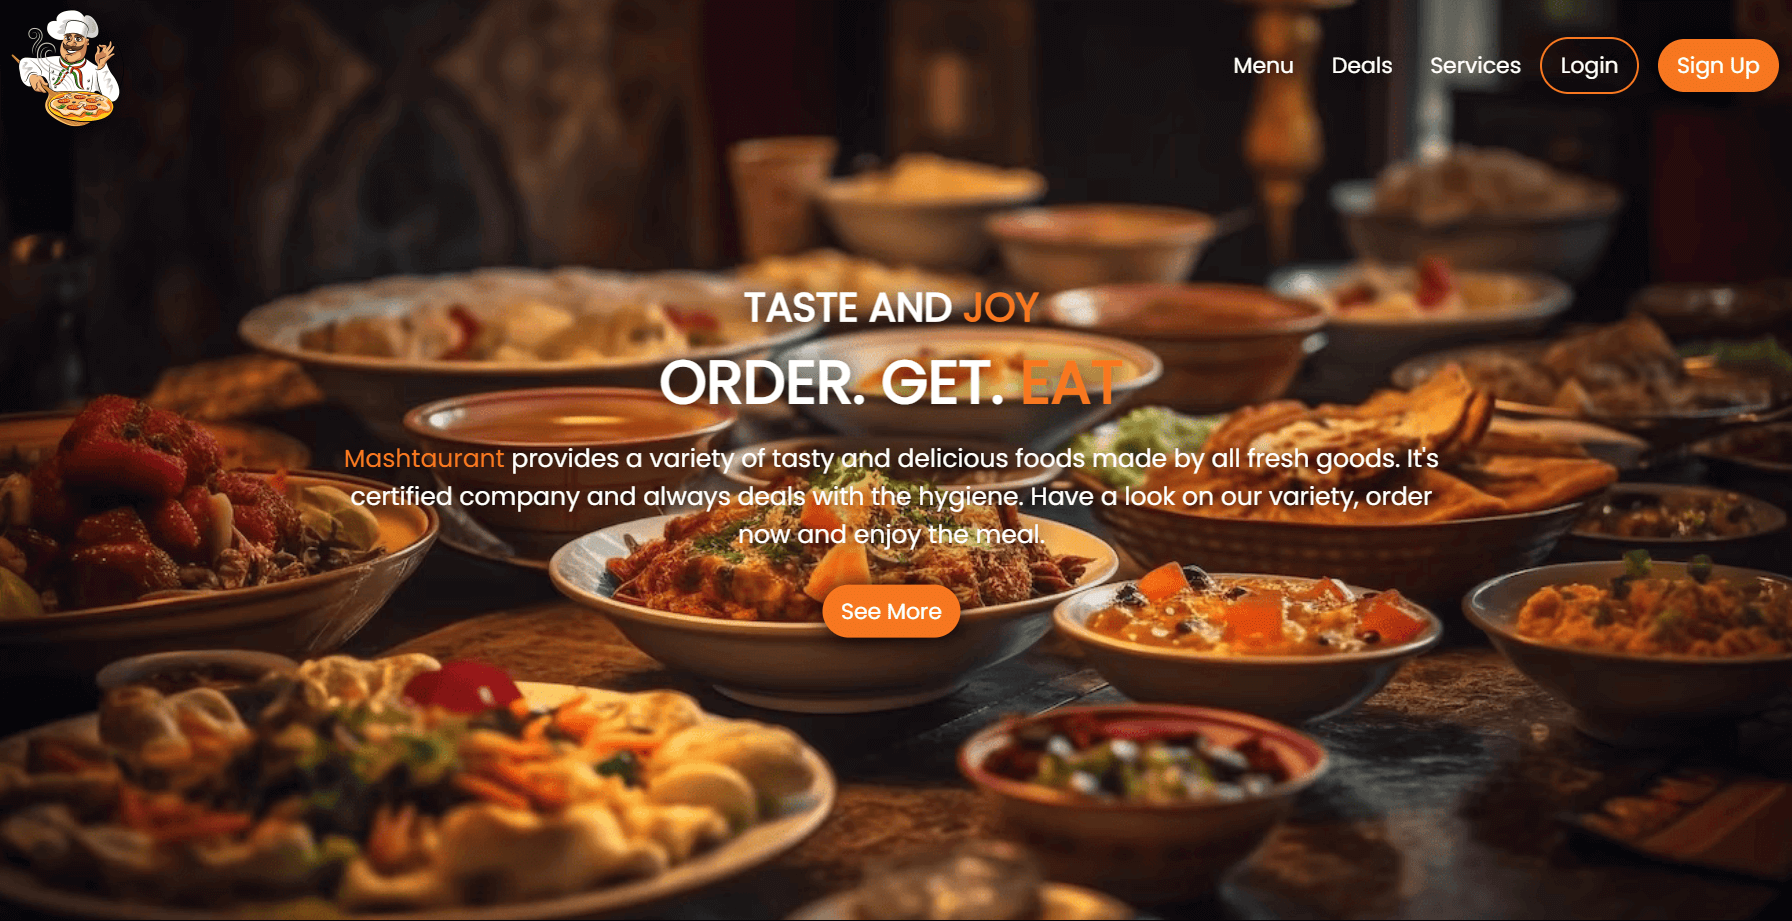 Menu Deals Services Login Sign Up
TASTE AND JOY
ORDER. GET. EAT
Mashtaurant provides a variety of tasty and delicious foods made by all fresh goods. It's
certified company and always deals with the hygiene. Have a look on our variety, order
now and enjoy the meal.
See More